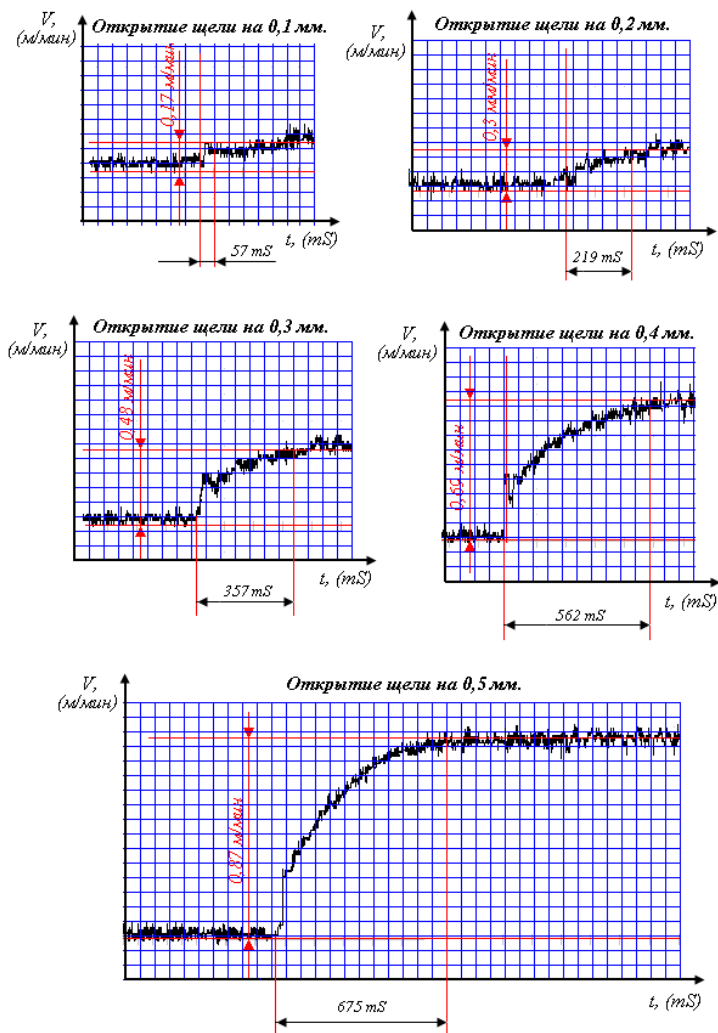 V,
(м/мин)
Открытие щели на 0,1 мм.
0,17 м/мин
t, (mS)
57 mS
V,
(м/мин)
Открытие щели на 0,2 мм.
0,3 мм/мин
t, (mS)
219 mS
V,
(м/мин)
Открытие щели на 0,3 мм.
0,48 м/мин
t, (mS)
357 mS
V,
(м/мин)
Открытие щели на 0,4 мм.
0,69 м/мин
t, (mS)
562 mS
V,
(м/мин)
Открытие щели на 0,5 мм.
0,87 м/мин
t, (mS)
675 mS